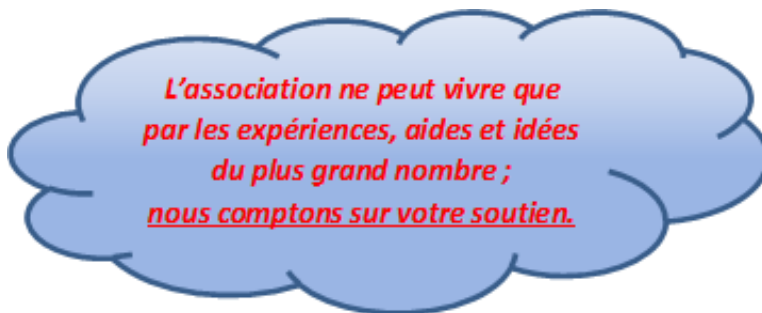 L’association ne peut vivre que
par les expériences, aides et idées
du plus grand nombre ;
nous comptons sur votre soutien.